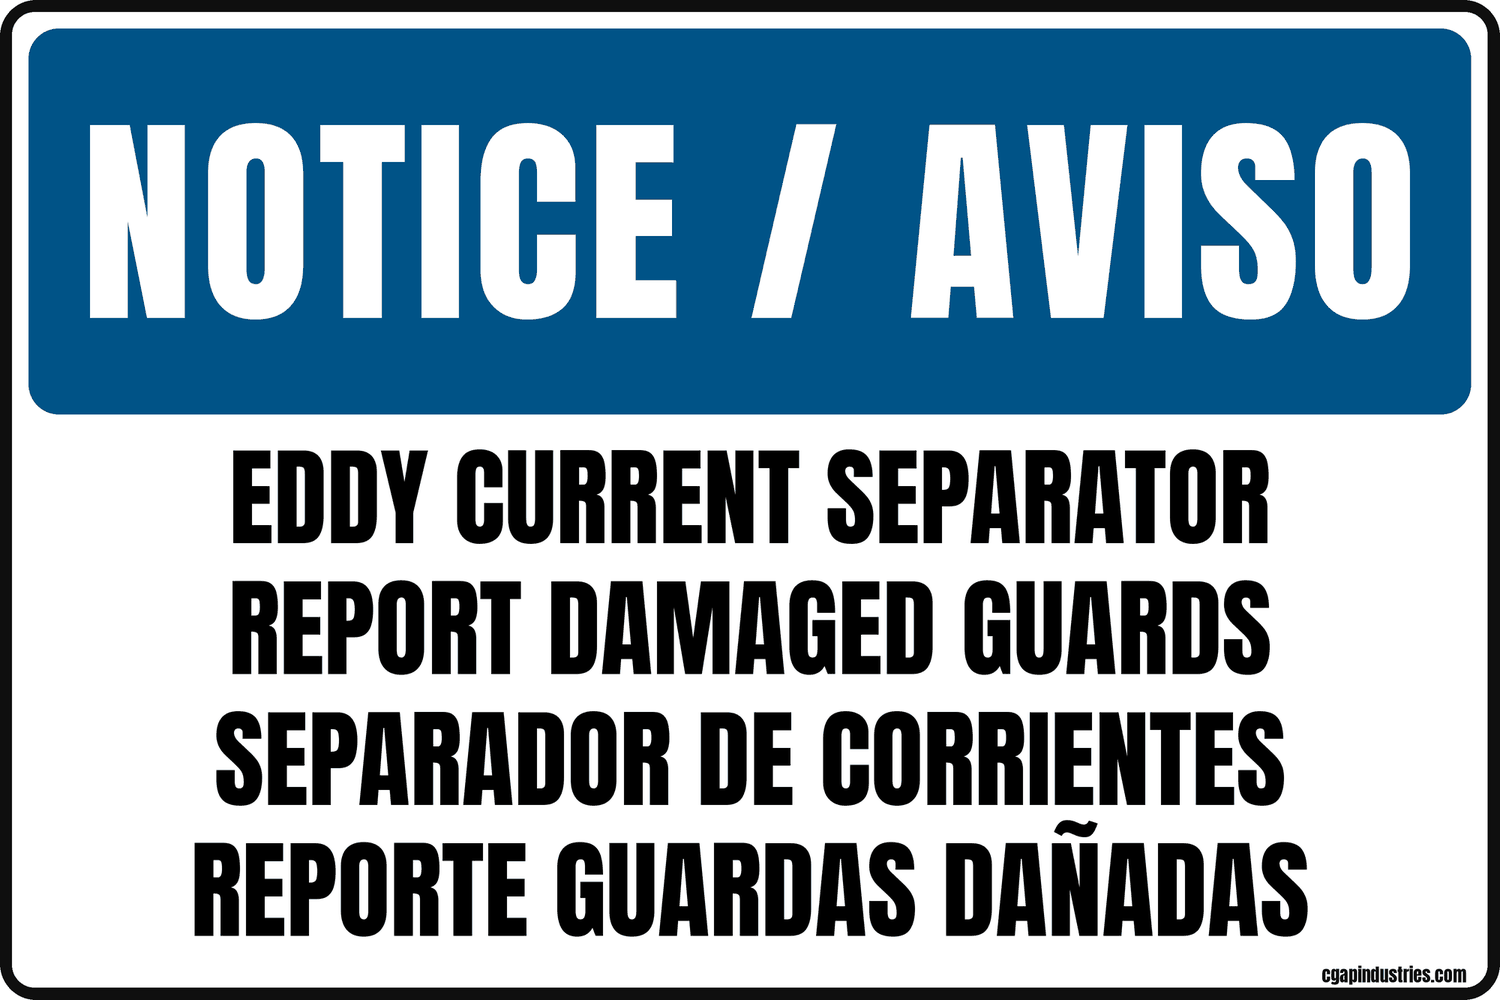 NOTICE / AVISO
EDDY CURRENT SEPARATOR
REPORT DAMAGED GUARDS
SEPARADOR DE CORRIENTES
REPORTE GUARDAS DAÑADAS
cgapindustries.com